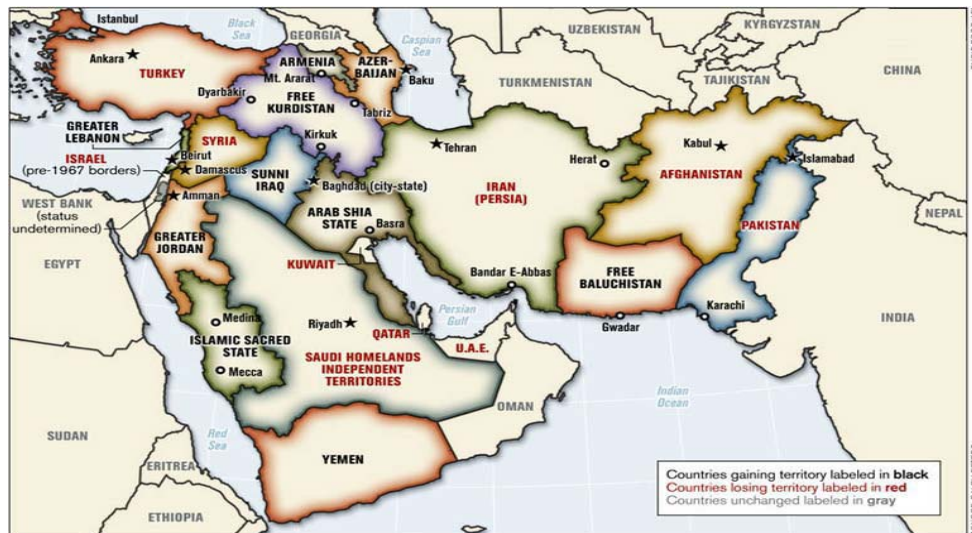 Istanbul
Black
Sea
GEORGIA
Caspian
Sea
UZBEKISTAN
KYRGYZSTAN
Ankara
TURKEY
ARMENIA
Mt. Ararat
AZER-
BAIJAN
Baku
TURKMENISTAN
TAJIKISTAN
CHINA
Dyarbakir
FREE
KURDISTAN
Tabriz
GREATER
LEBANON
SYRIA
Kirkuk
Tehran
Herat
Kabul
Islamabad
ISRAEL
(pre-1967 borders)
Beirut
Damascus
SUNNI
IRAQ
Baghdad (city-state)
IRAN
(PERSIA)
AFGHANISTAN
WEST BANK
(status
undetermined)
Amman
ARAB SHIA
STATE
Basra
PAKISTAN
NEPAL
EGYPT
GREATER
JORDAN
KUWAIT
Bandar E-Abbas
FREE
BALUCHISTAN
Karachi
Medina
ISLAMIC SACRED
STATE
Mecca
Riyadh
Persian
Gulf
QATAR
U.A.E.
Gwadar
INDIA
SAUDI HOMELANDS
INDEPENDENT
TERRITORIES
OMAN
Indian
Ocean
SUDAN
Red
Sea
ERITREA
YEMEN
ETHIOPIA
Countries gaining territory labeled in black
Countries losing territory labeled in red
Countries unchanged labeled in gray